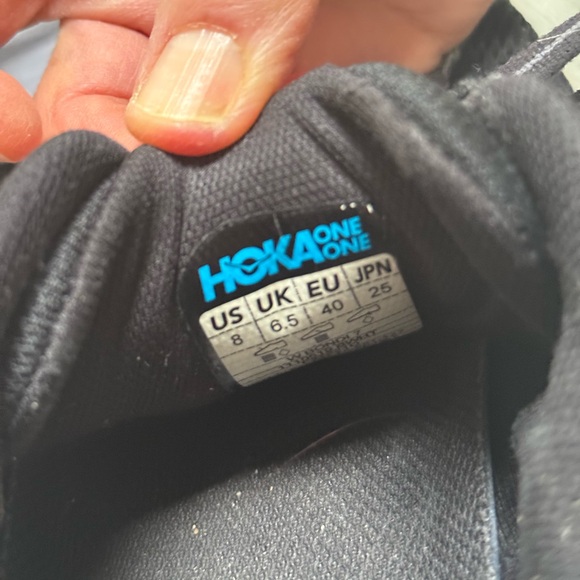 HOKA ONE ONE
US UK EU JPN
8 6.5 40 25